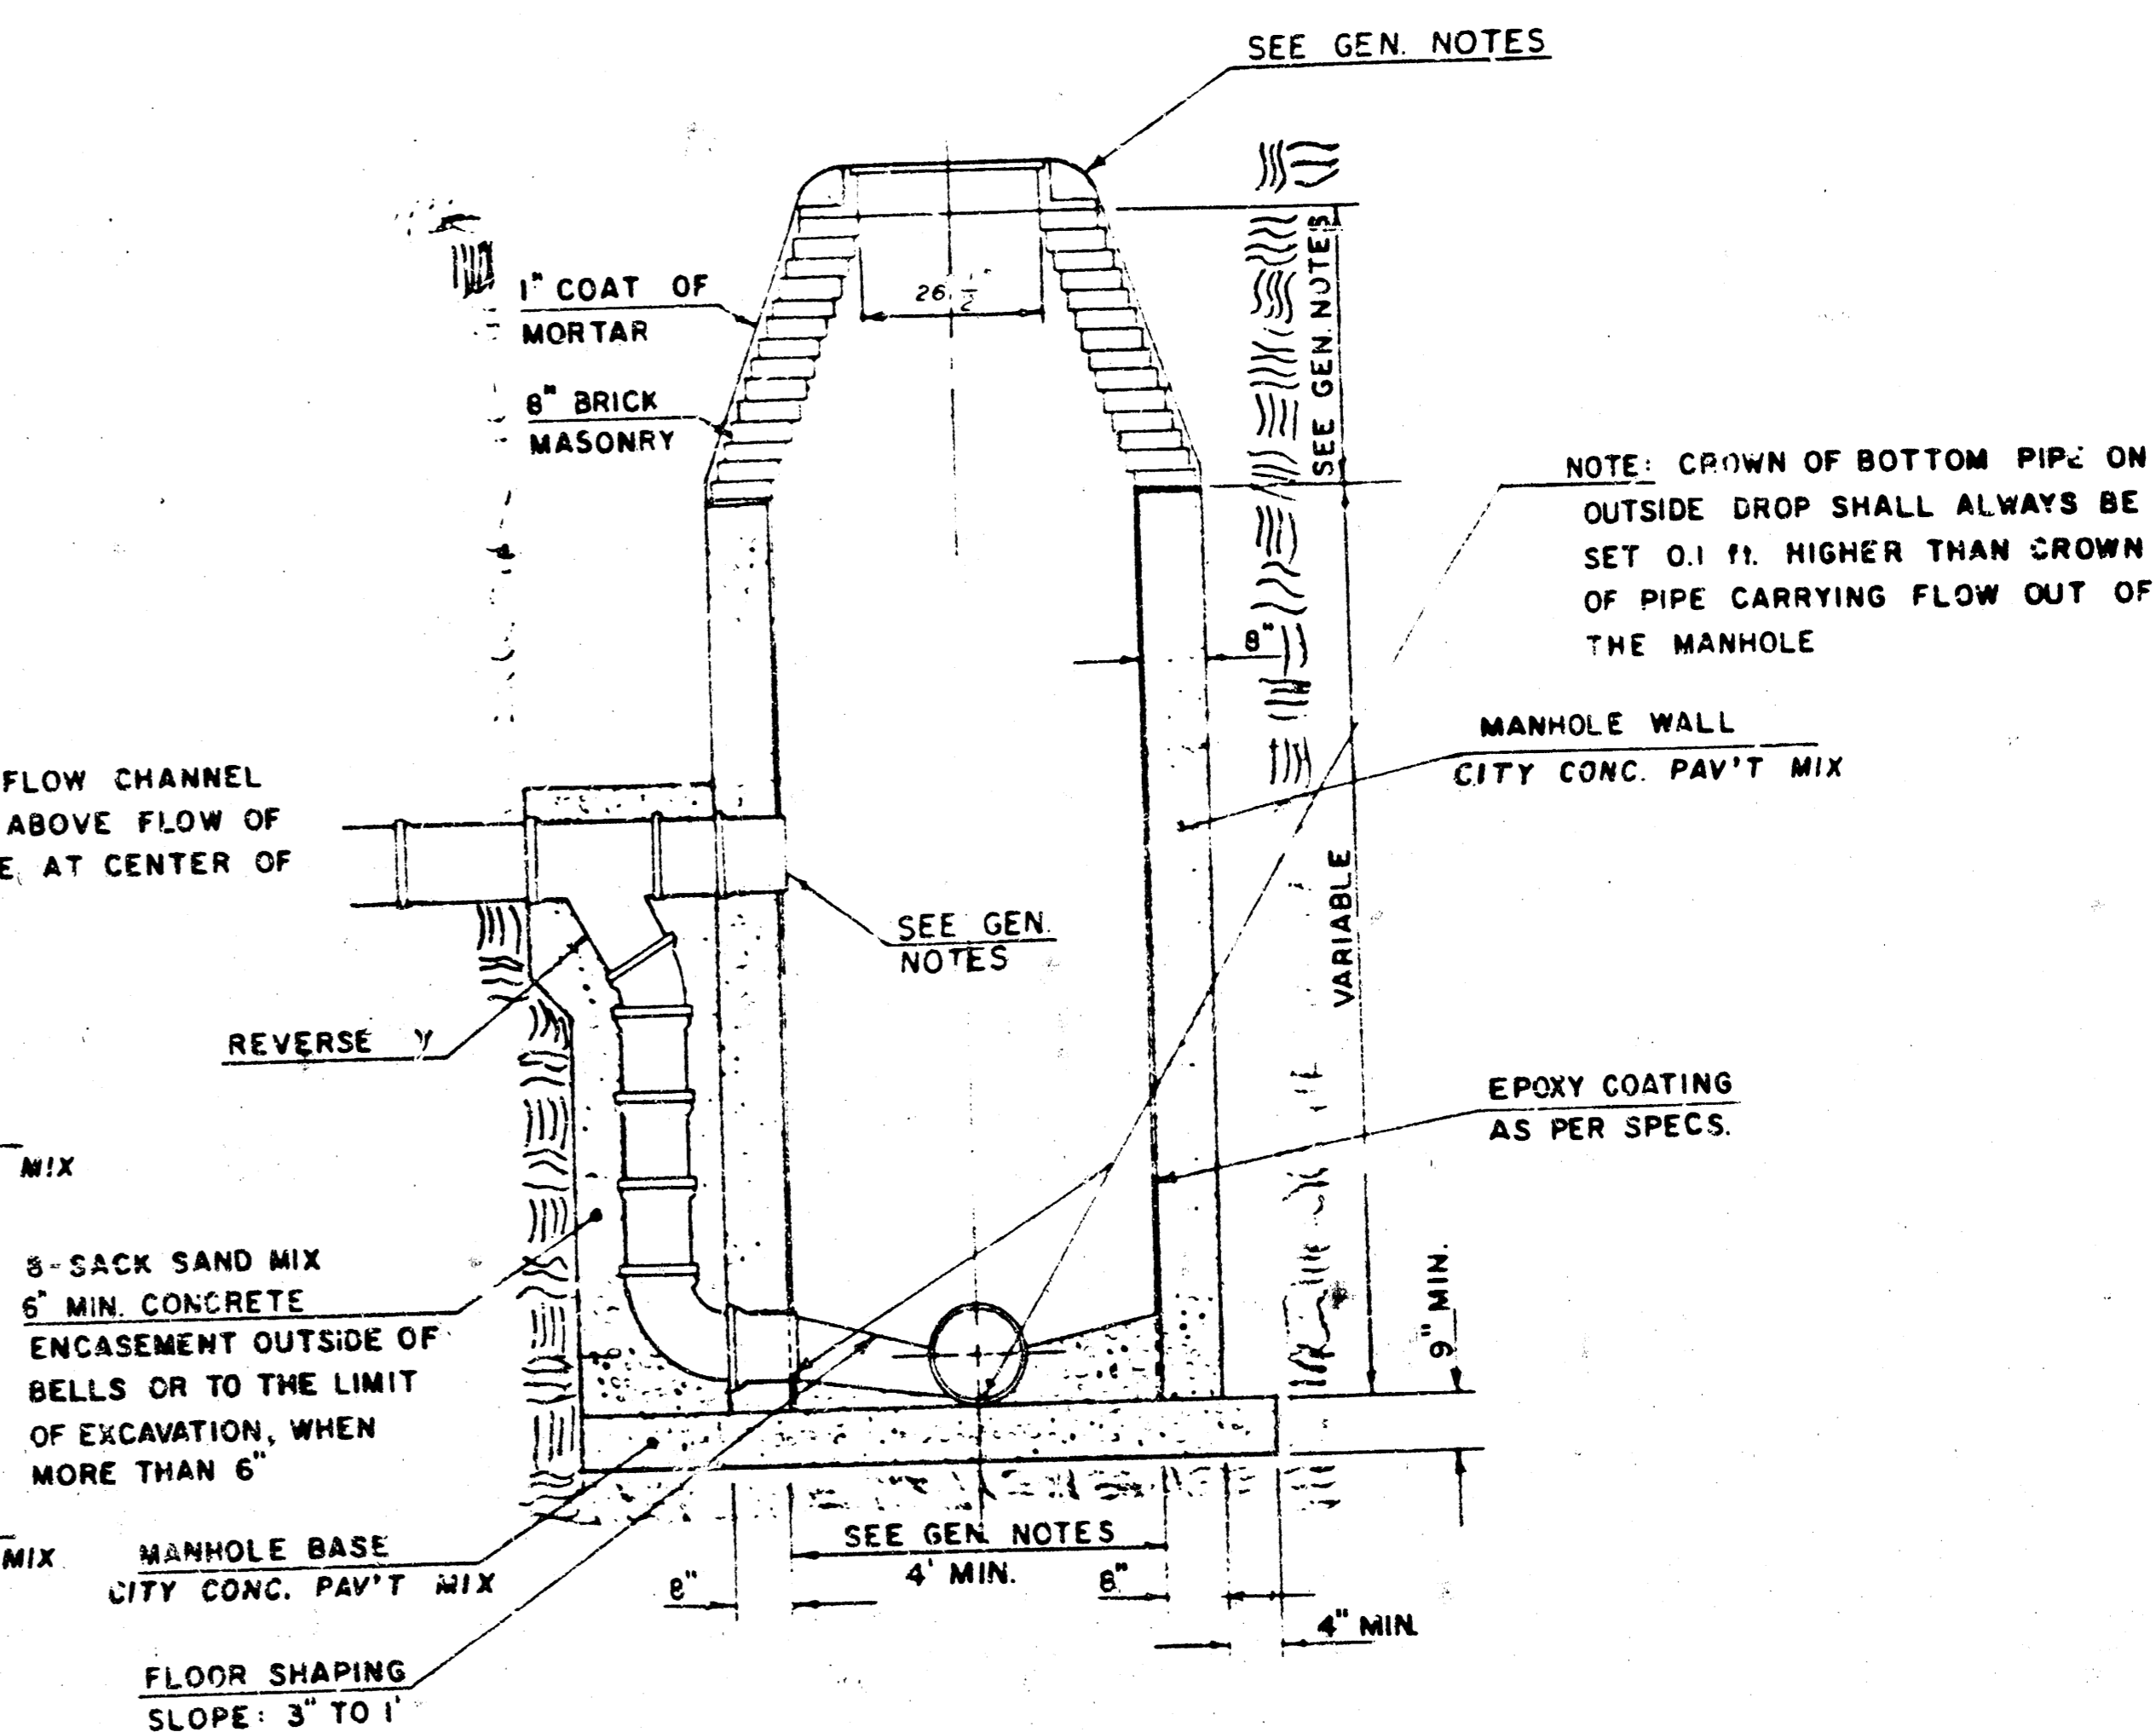 SEE GEN. NOTES
1" COAT OF
MORTAR
26 1/2"
8" BRICK
MASONRY
SEE GEN. NOTES
NOTE: CROWN OF BOTTOM PIPE ON
OUTSIDE DROP SHALL ALWAYS BE
SET 0.1 ft. HIGHER THAN CROWN
OF PIPE CARRYING FLOW OUT OF
THE MANHOLE
8"
MANHOLE WALL
CITY CONC. PAV'T MIX
FLOW CHANNEL
ABOVE FLOW OF
E AT CENTER OF
SEE GEN.
NOTES
VARIABLE
REVERSE Y
EPOXY COATING
AS PER SPECS.
MIX
8-SACK SAND MIX
6" MIN. CONCRETE
ENCASEMENT OUTSIDE OF
BELLS OR TO THE LIMIT
OF EXCAVATION, WHEN
MORE THAN 6"
9" MIN.
MIX
MANHOLE BASE
CITY CONC. PAV'T MIX
SEE GEN. NOTES
4' MIN.
8"
8"
4" MIN.
FLOOR SHAPING
SLOPE: 3" TO 1'